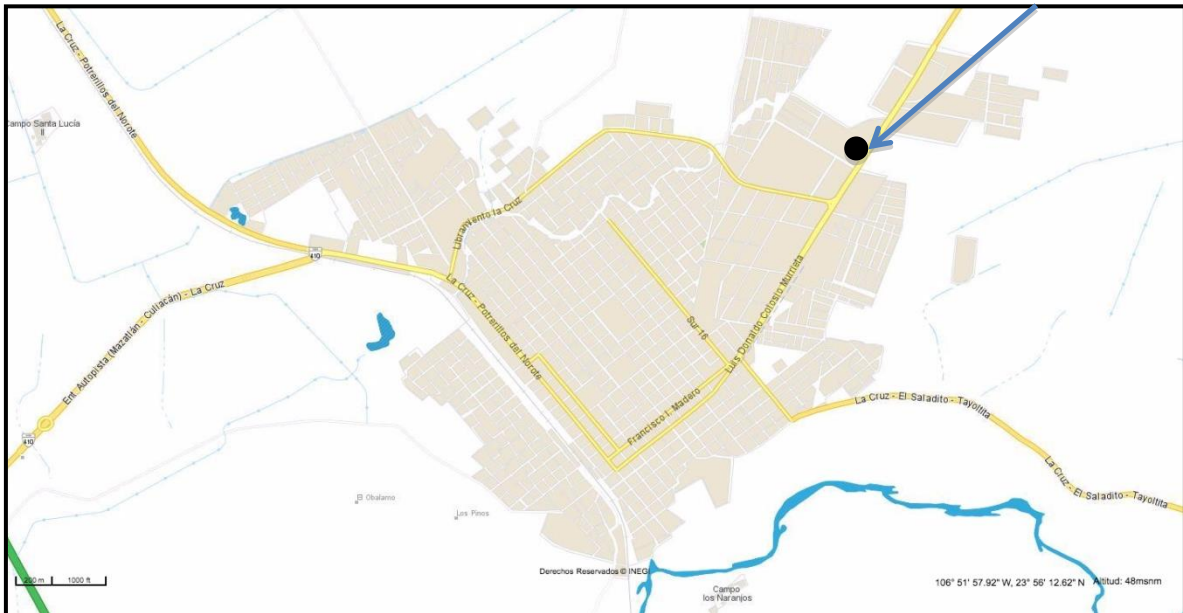 La Cruz - Potrerillos del Norote
Campo Santa Lucía
II
Libramiento la Cruz
410
La Cruz - Potrerillos del Norote
Ent Autopista (Mazatlán - Culiacán) - La Cruz
Sur 16
Luis Donaldo Colosio Murrieta
Francisco I. Madero
La Cruz - El Saladito - Tayoltita
410
La Cruz - El Saladito - Tayoltita
Los Pinos
Derechos Reservados © INEGI
200 m 1000 ft
Campo
los Naranjos
106° 51' 57.92" W, 23° 56' 12.62" N Altitud: 48msnm